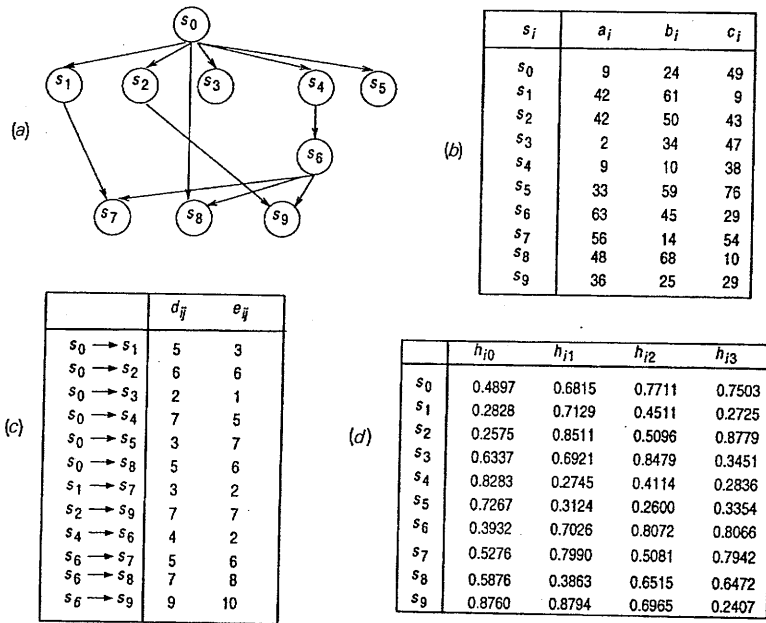 (a)
s0
s1 s2 s3 s4 s5
s6
s7 s8 s9
(b)
si ai bi ci
s0 9 24 49
s1 42 61 9
s2 42 50 43
s3 2 34 47
s4 9 10 38
s5 33 59 76
s6 63 45 29
s7 56 14 54
s8 48 68 10
s9 36 25 29
(c)
dij eij
s0 → s1 5 3
s0 → s2 6 6
s0 → s3 2 1
s0 → s4 7 5
s0 → s5 3 7
s0 → s8 5 6
s1 → s7 3 2
s2 → s9 7 7
s4 → s6 4 2
s6 → s7 5 6
s6 → s8 7 8
s6 → s9 9 10
(d)
hi0 hi1 hi2 hi3
s0 0.4897 0.6815 0.7711 0.7503
s1 0.2828 0.7129 0.4511 0.2725
s2 0.2575 0.8511 0.5096 0.8779
s3 0.6337 0.6921 0.8479 0.3451
s4 0.8283 0.2745 0.4114 0.2836
s5 0.7267 0.3124 0.2600 0.3354
s6 0.3932 0.7026 0.8072 0.8066
s7 0.5276 0.7990 0.5081 0.7942
s8 0.5876 0.3863 0.6515 0.6472
s9 0.8760 0.8794 0.6965 0.2407